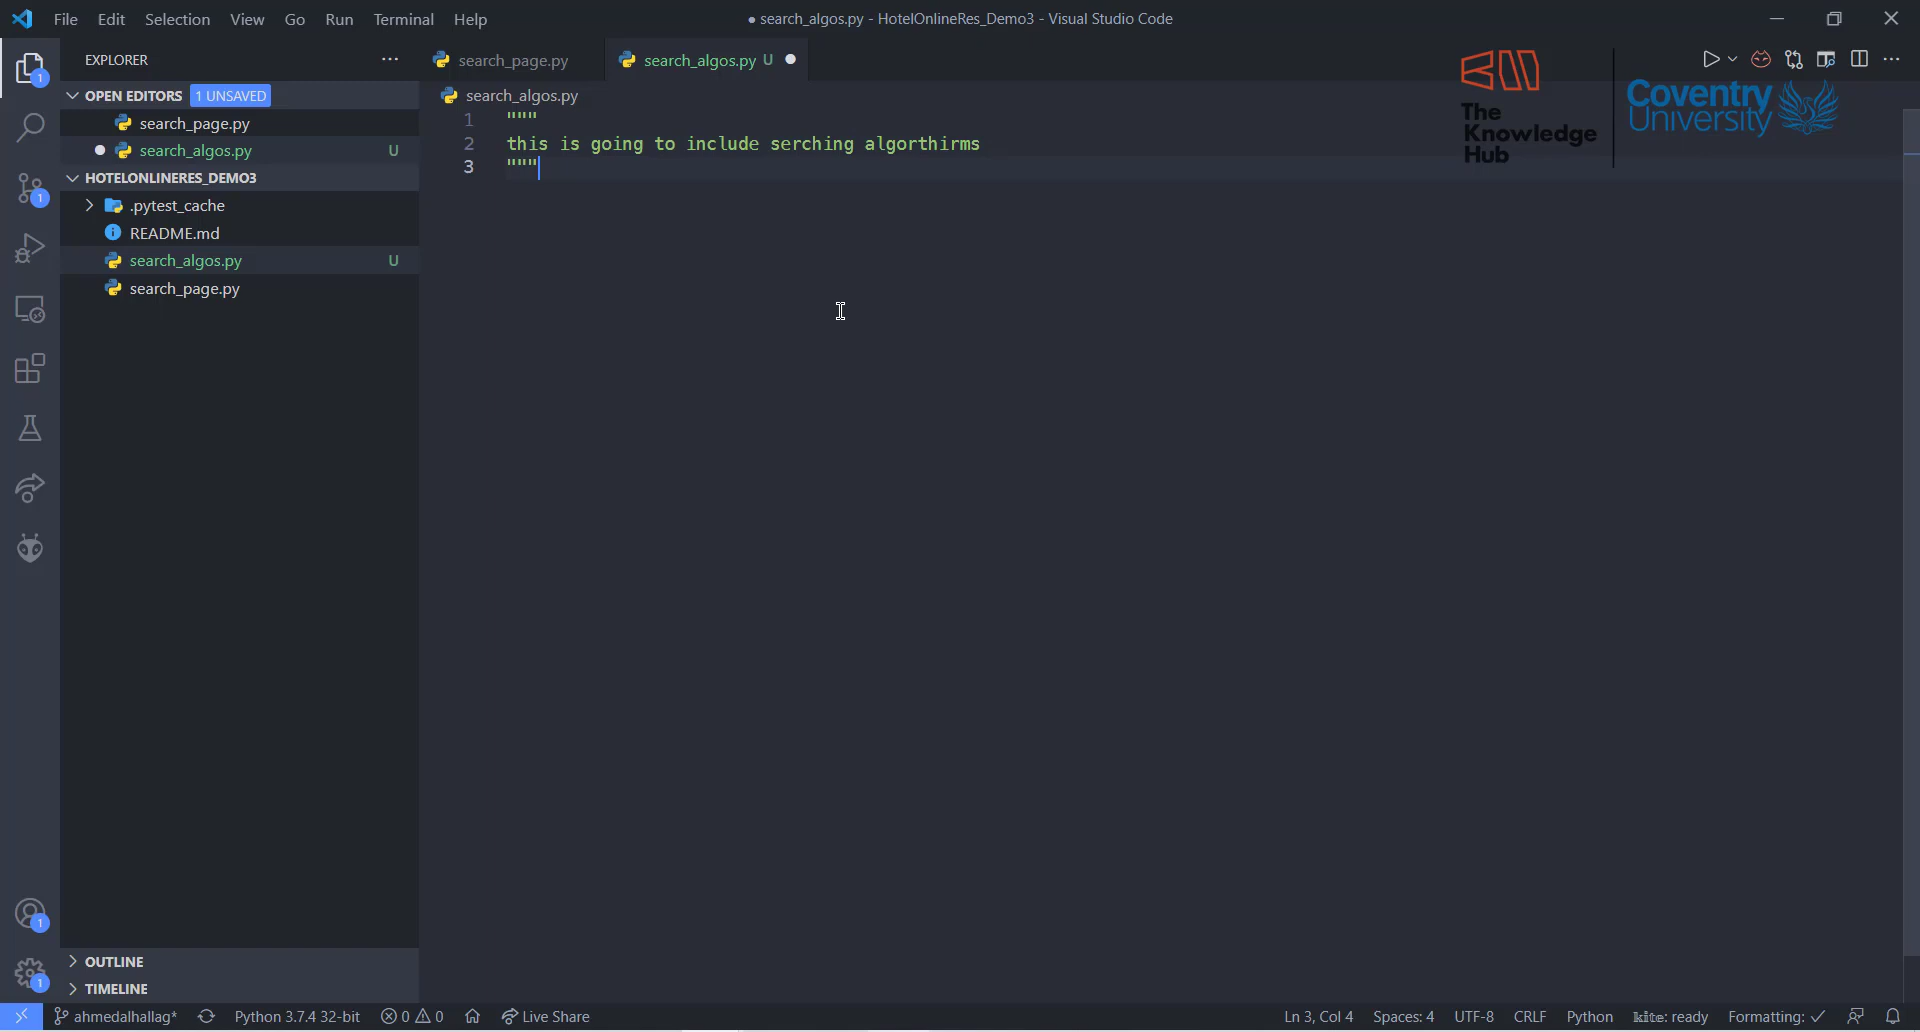 File Edit Selection View Go Run Terminal Help
● search_algos.py - HotelOnlineRes_Demo3 - Visual Studio Code
EXPLORER
search_page.py
search_algos.py U
OPEN EDITORS 1 UNSAVED
search_page.py
search_algos.py U
HOTELONLINERES_DEMO3
.pytest_cache
README.md
search_algos.py U
search_page.py
OUTLINE
TIMELINE
1
1
1
1
search_algos.py
1 """
2 this is going to include serching algorthirms
3 """
The
Knowledge
Hub
Coventry
University
ahmedalhallag* Python 3.7.4 32-bit 0 0 Live Share
Ln 3, Col 4 Spaces: 4 UTF-8 CRLF Python kite: ready Formatting: ✓